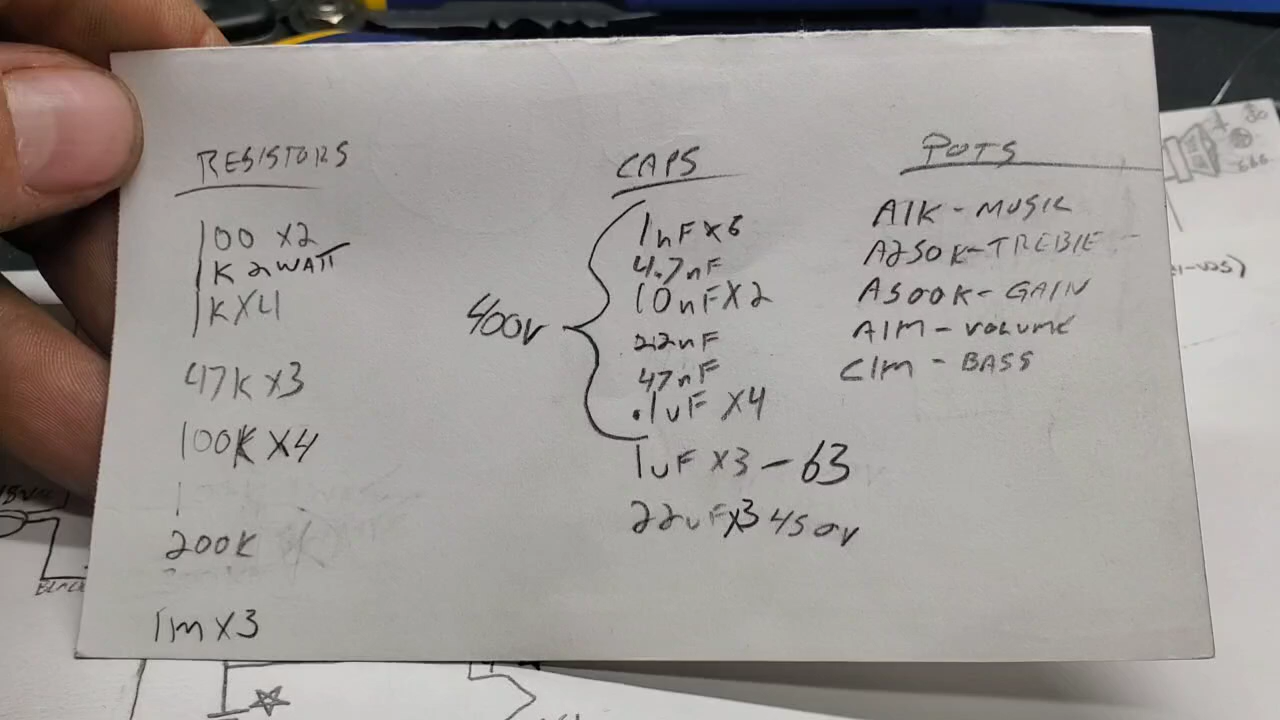 RESISTORS
100 X2
1K 2WATT
1K X4
47K X3
100K X4
200K
1M X3
CAPS
400V
1nF X6
4.7nF
10nF X2
22nF
47nF
.1uF X4
1uF X3 - 63
22uF X3 450V
POTS
A1K - MUSIC
A250K - TREBLE
A500K - GAIN
A1M - VOLUME
C1M - BASS